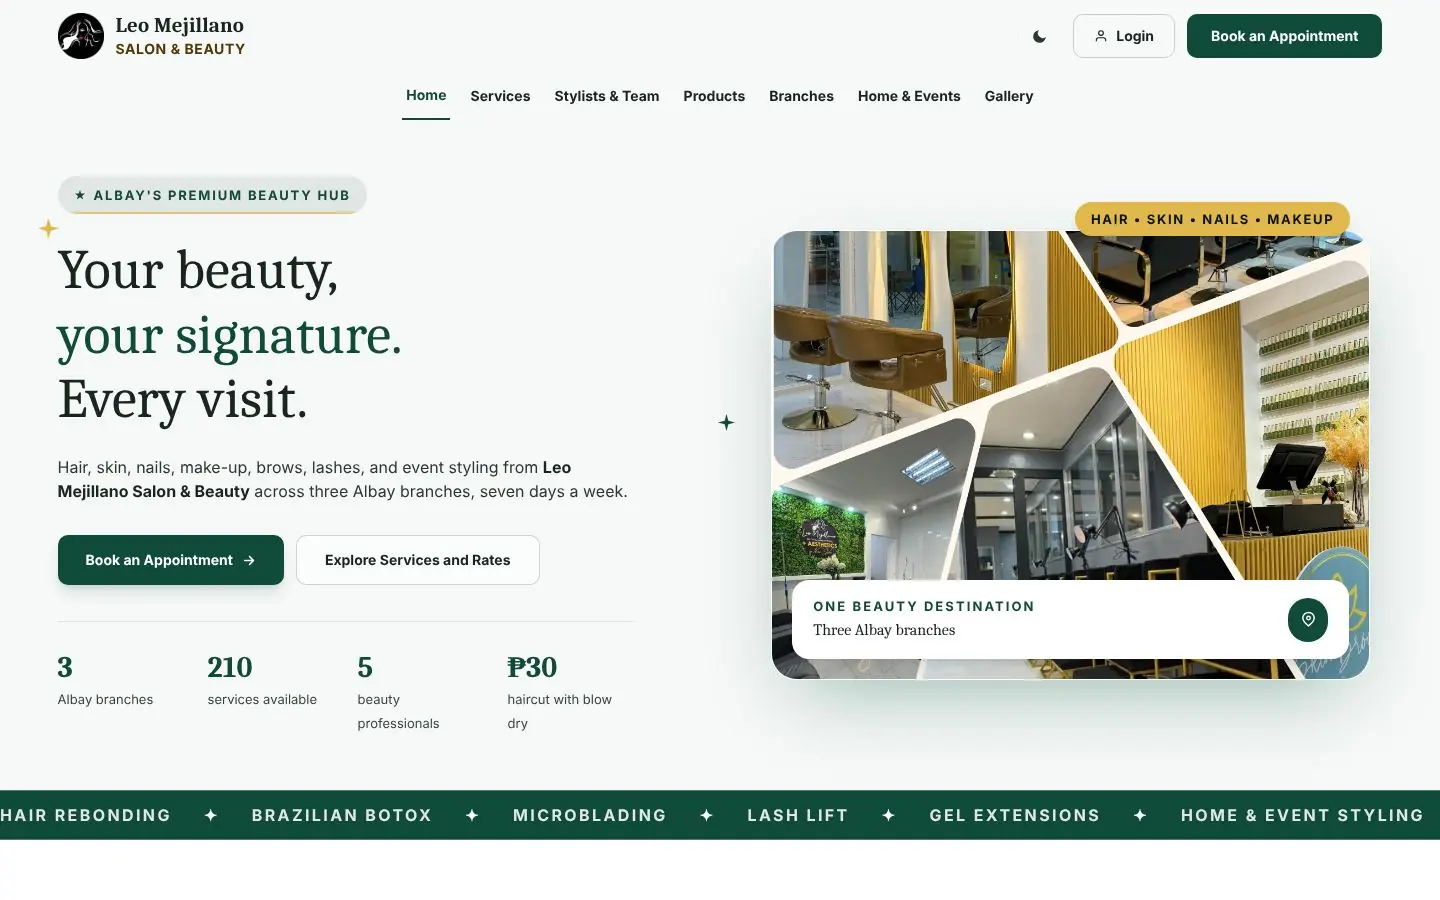 Leo Mejillano
SALON & BEAUTY
Login
Book an Appointment
Home
Services
Stylists & Team
Products
Branches
Home & Events
Gallery
★ ALBAY'S PREMIUM BEAUTY HUB
HAIR • SKIN • NAILS • MAKEUP
Your beauty,
your signature.
Every visit.
Hair, skin, nails, make-up, brows, lashes, and event styling from Leo
Mejillano Salon & Beauty across three Albay branches, seven days a week.
Book an Appointment →
Explore Services and Rates
AESTHETICS
ONE BEAUTY DESTINATION
Three Albay branches
3
Albay branches
210
services available
5
beauty
professionals
₱30
haircut with blow
dry
HAIR REBONDING ✦ BRAZILIAN BOTOX ✦ MICROBLADING ✦ LASH LIFT ✦ GEL EXTENSIONS ✦ HOME & EVENT STYLING